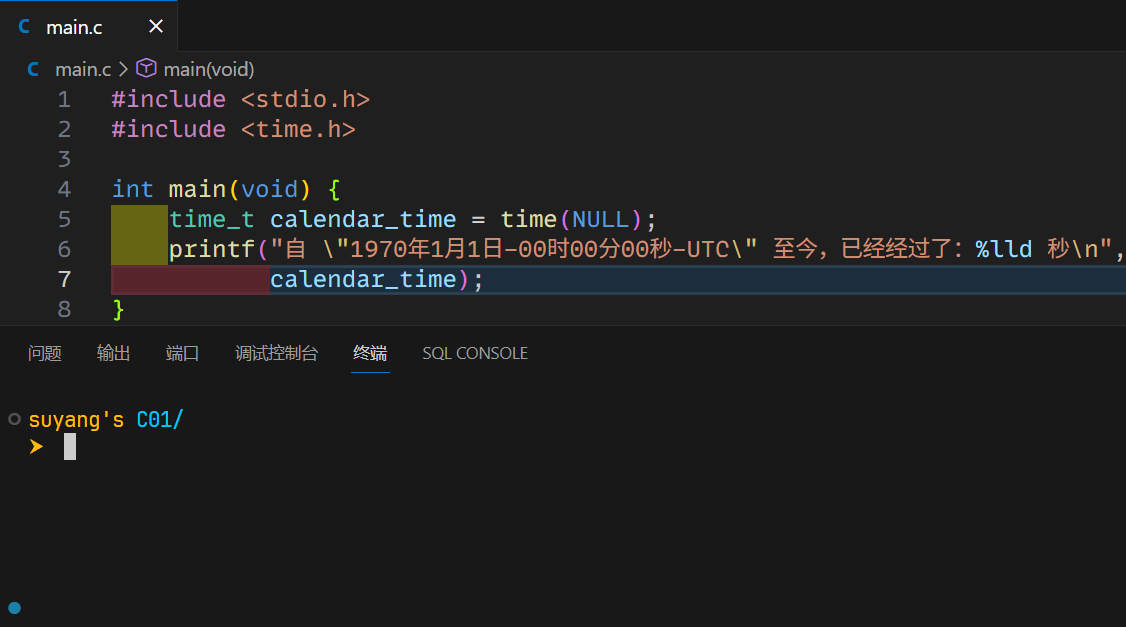 C main.c ×
C main.c > main(void)
1 #include <stdio.h>
2 #include <time.h>
3
4 int main(void) {
5     time_t calendar_time = time(NULL);
6     printf("自 \"1970年1月1日-00时00分00秒-UTC\" 至今，已经经过了：%lld 秒\n",
7            calendar_time);
8 }
问题 输出 端口 调试控制台 终端 SQL CONSOLE
suyang's C01/
➤